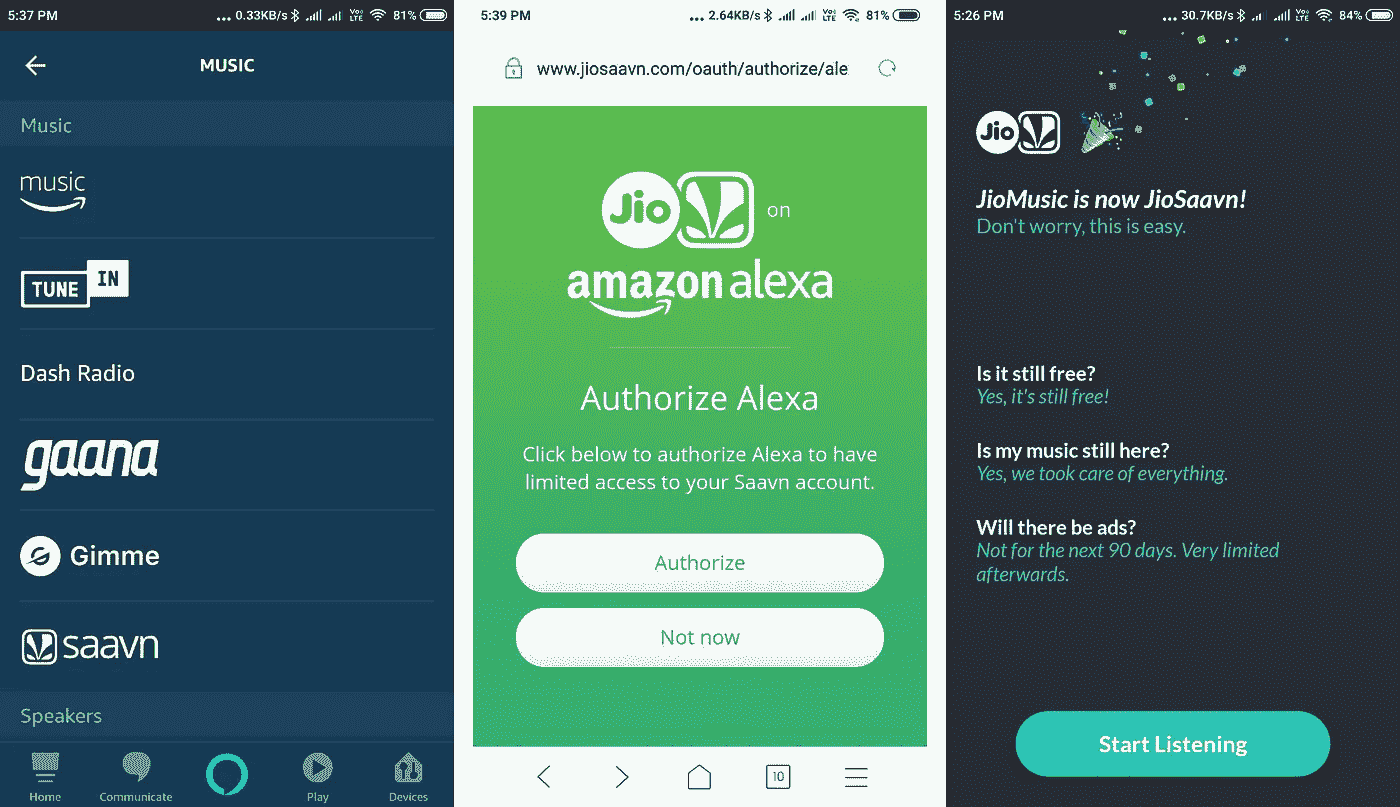 5:37 PM
... 0.33KB/s VoLTE 81%
MUSIC
Music
music
TUNE IN
Dash Radio
gaana
Gimme
saavn
Speakers
Home Communicate Play Devices
5:39 PM
... 2.64KB/s VoLTE 81%
www.jiosaavn.com/oauth/authorize/ale
Jio on
amazon alexa
Authorize Alexa
Click below to authorize Alexa to have
limited access to your Saavn account.
Authorize
Not now
10
5:26 PM
... 30.7KB/s VoLTE 84%
Jio
JioMusic is now JioSaavn!
Don't worry, this is easy.
Is it still free?
Yes, it's still free!
Is my music still here?
Yes, we took care of everything.
Will there be ads?
Not for the next 90 days. Very limited
afterwards.
Start Listening